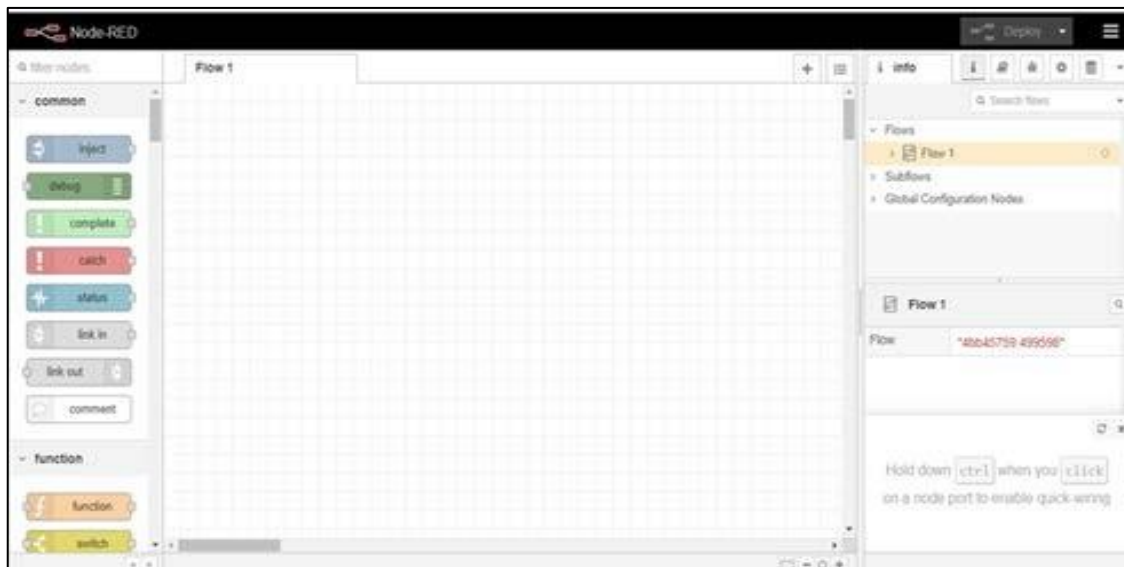 Node-RED
Deploy
filter nodes
Flow 1
info
common
Search flows
Flows
inject
Flow 1
debug
Subflows
Global Configuration Nodes
complete
catch
status
Flow 1
link in
Flow
link out
comment
function
Hold down ctrl when you click
on a node port to enable quick-wiring
function
switch